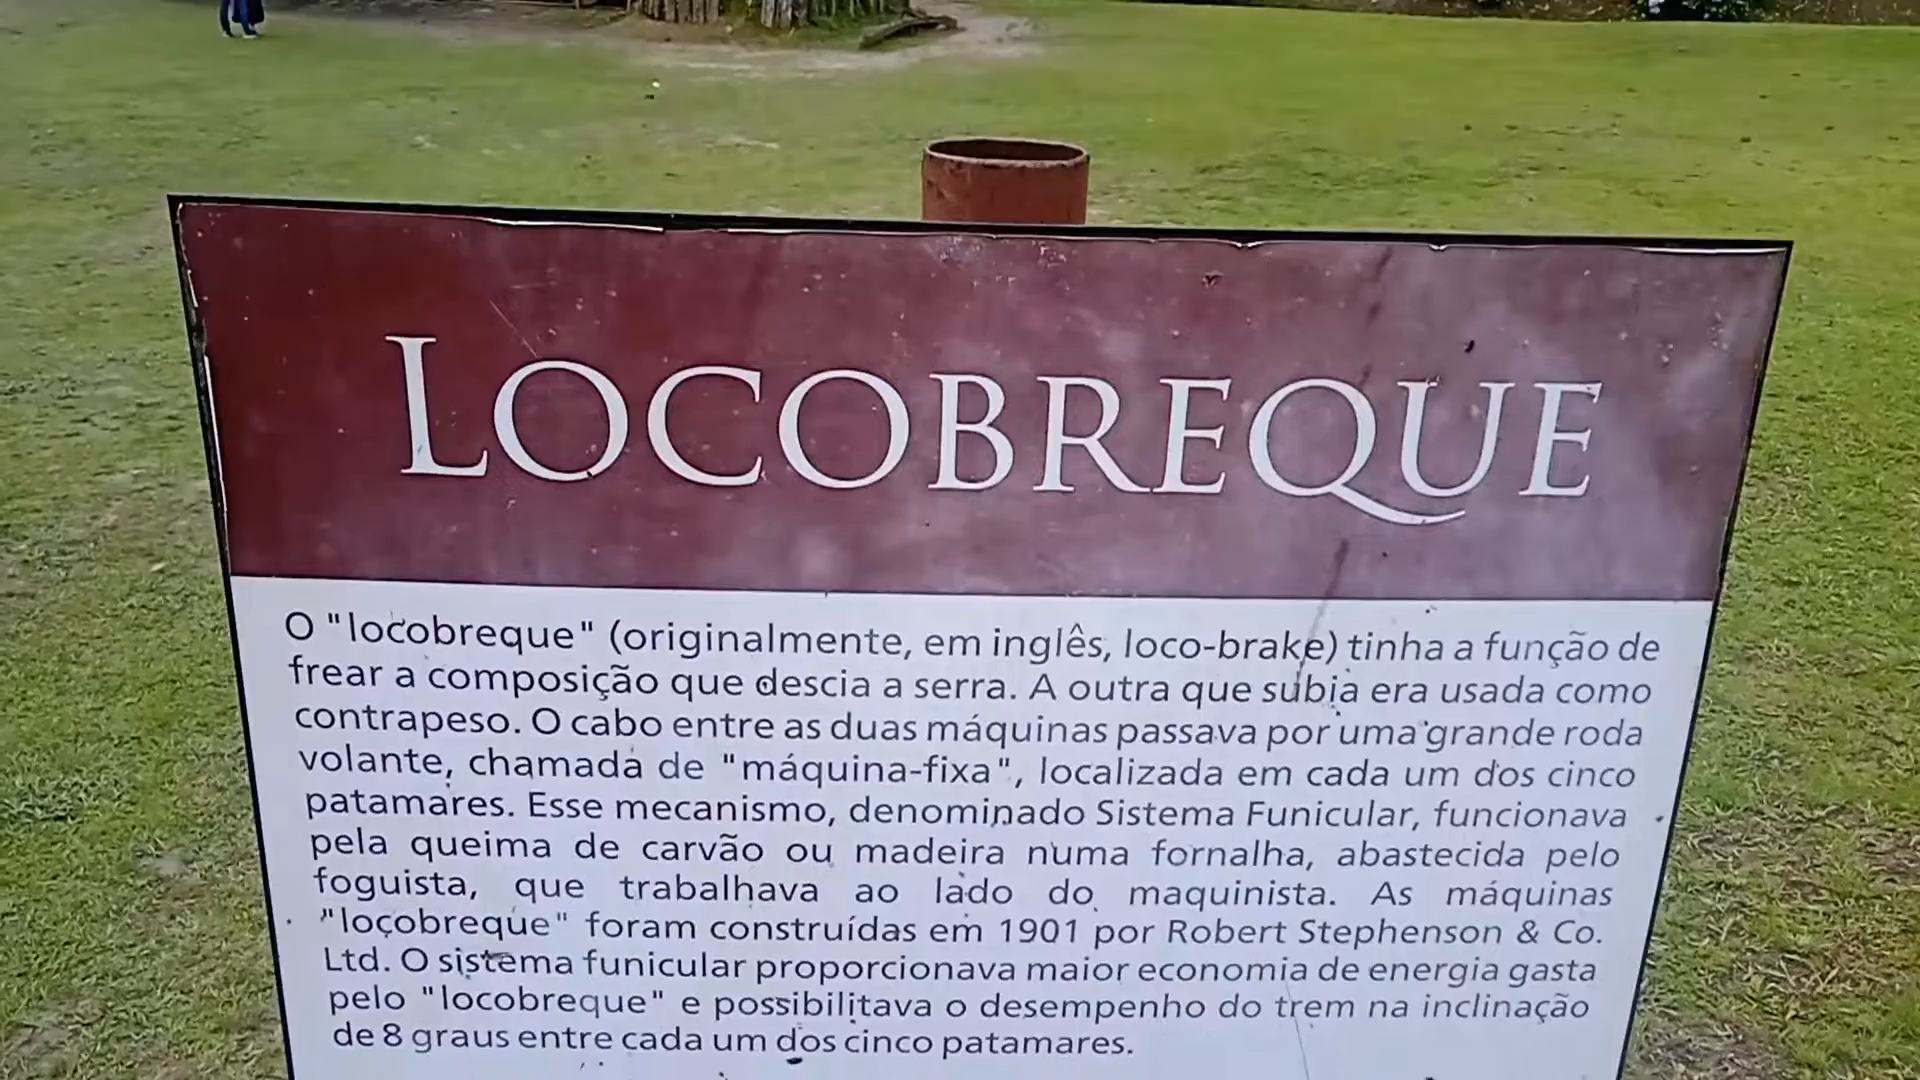 LOCOBREQUE
O "locobreque" (originalmente, em inglês, loco-brake) tinha a função de
frear a composição que descia a serra. A outra que subia era usada como
contrapeso. O cabo entre as duas máquinas passava por uma grande roda
volante, chamada de "máquina-fixa", localizada em cada um dos cinco
patamares. Esse mecanismo, denominado Sistema Funicular, funcionava
pela queima de carvão ou madeira numa fornalha, abastecida pelo
foguista, que trabalhava ao lado do maquinista. As máquinas
"locobreque" foram construídas em 1901 por Robert Stephenson & Co.
Ltd. O sistema funicular proporcionava maior economia de energia gasta
pelo "locobreque" e possibilitava o desempenho do trem na inclinação
de 8 graus entre cada um dos cinco patamares.